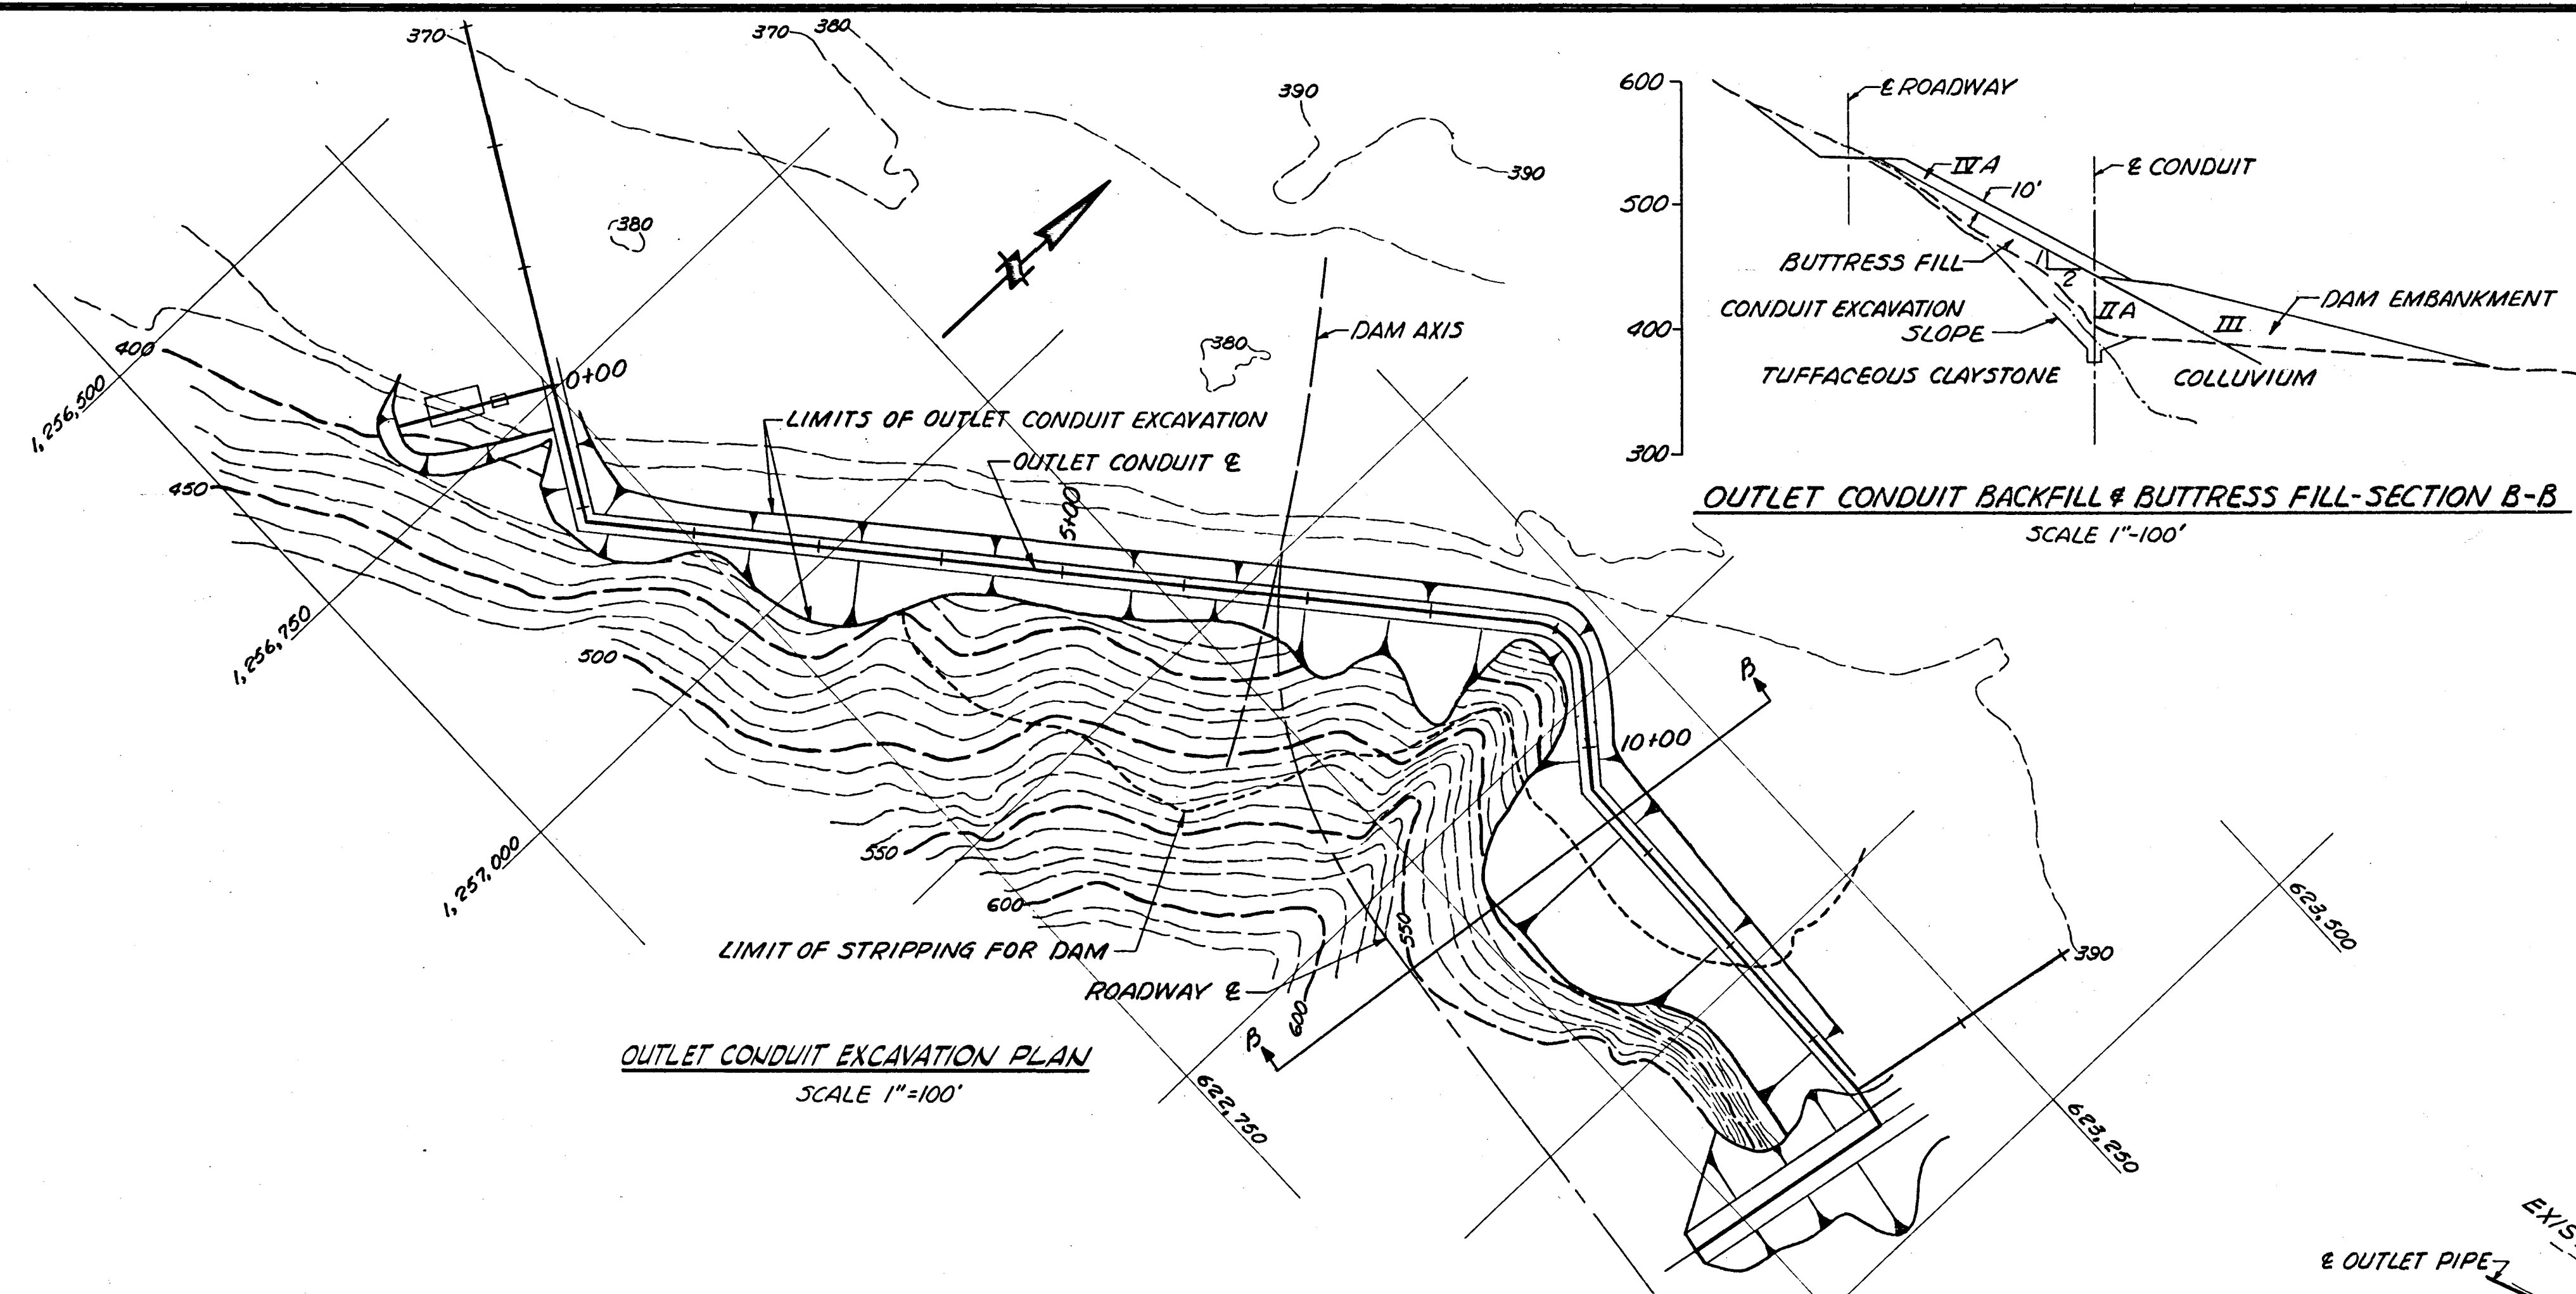 370
370
380
390
390
380
380
DAM AXIS
400
1,256,500
0+00
LIMITS OF OUTLET CONDUIT EXCAVATION
OUTLET CONDUIT ℄
5+00
450
1,256,750
500
1,257,000
550
600
LIMIT OF STRIPPING FOR DAM
ROADWAY ℄
550
600
B
B
10+00
390
623,500
623,250
622,750
N
OUTLET CONDUIT EXCAVATION PLAN
SCALE 1"=100'
600
500
400
300
℄ ROADWAY
IV A
10'
℄ CONDUIT
BUTTRESS FILL
1
2
CONDUIT EXCAVATION
SLOPE
II A
III
DAM EMBANKMENT
TUFFACEOUS CLAYSTONE
COLLUVIUM
OUTLET CONDUIT BACKFILL & BUTTRESS FILL-SECTION B-B
SCALE 1"-100'
EXIS
℄ OUTLET PIPE